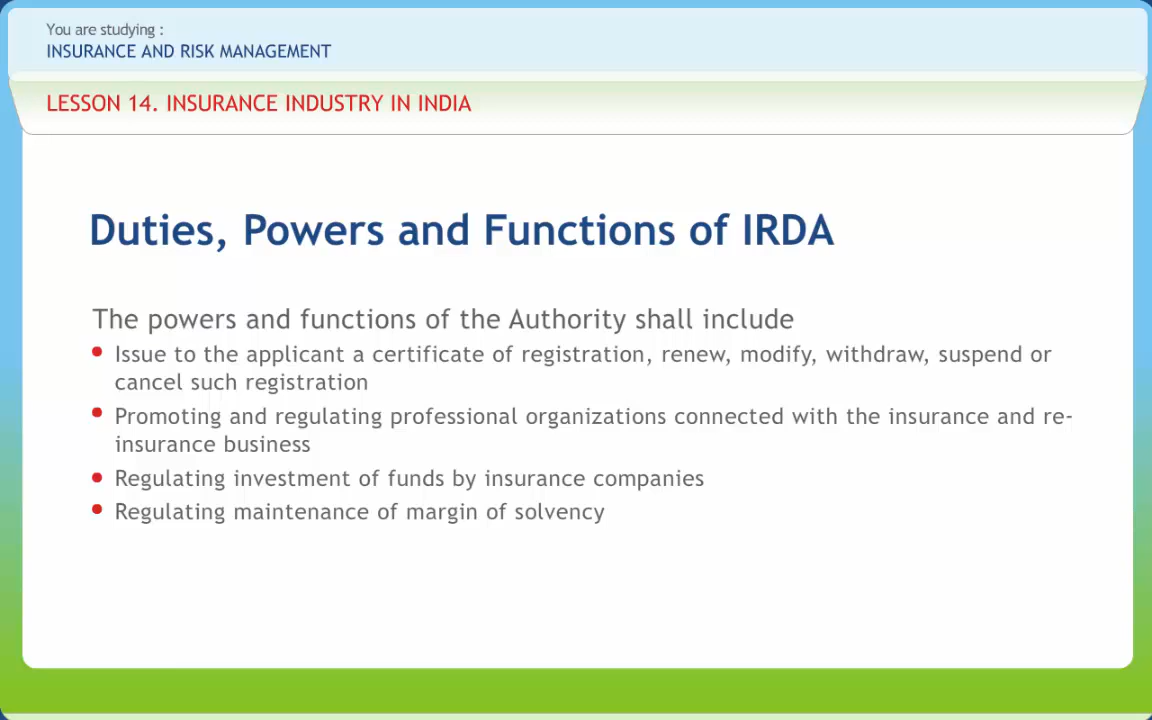 You are studying :
INSURANCE AND RISK MANAGEMENT
LESSON 14. INSURANCE INDUSTRY IN INDIA
Duties, Powers and Functions of IRDA
The powers and functions of the Authority shall include
• Issue to the applicant a certificate of registration, renew, modify, withdraw, suspend or
cancel such registration
• Promoting and regulating professional organizations connected with the insurance and re-
insurance business
• Regulating investment of funds by insurance companies
• Regulating maintenance of margin of solvency